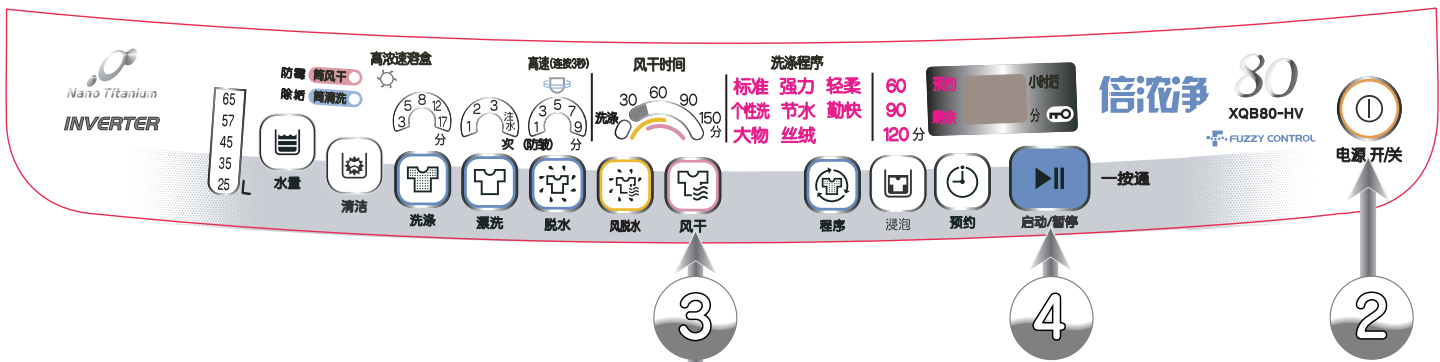 Nano Titanium
INVERTER
防霉 筒风干
除垢 筒清洗
65
57
45
35
25 L
水量
清洁
高浓速溶盒
3 5 8 12 17
分
洗涤
1 2 3 注水
次
漂洗
高速(连按3秒)
1 3 5 7 9
(防皱) 分
脱水
风脱水
风干时间
洗涤 30 60 90 150
分
风干
洗涤程序
标准 强力 轻柔 60
个性洗 节水 勤快 90
大物 丝绒 120分
程序
浸泡
预约 小时后
剩余 分
预约
启动/暂停
一按通
倍浓净
80
XQB80-HV
FUZZY CONTROL
电源 开/关
3
4
2